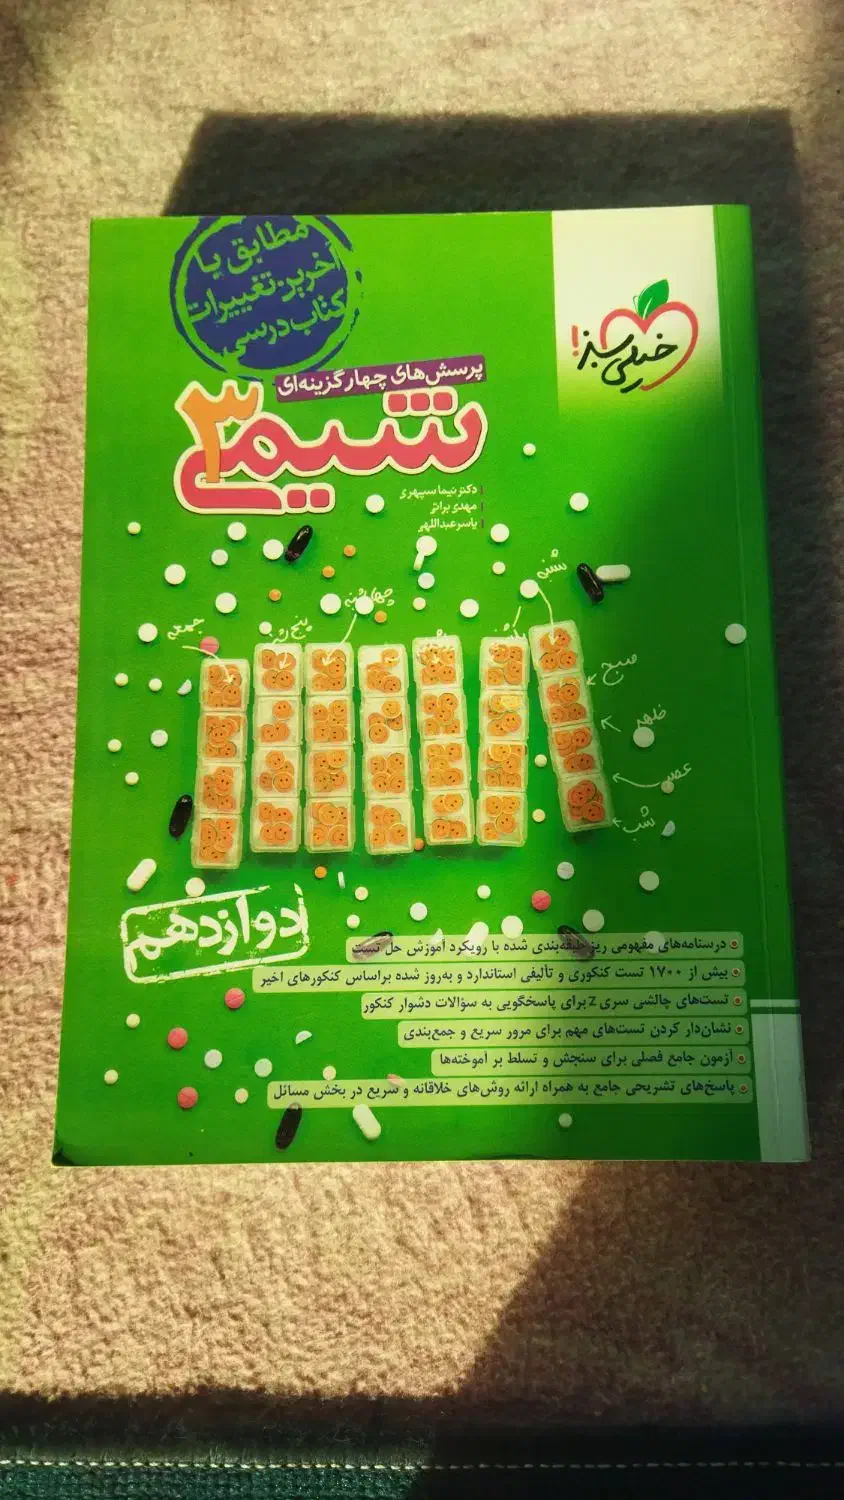 مطابق با
آخرین تغییرات
کتاب درسی
خیلی سبز!
پرسش‌های چهارگزینه‌ای
شیمی ۳
دکتر نیما سپهری
مهدی براتی
یاسر عبداللهی
شنبه
یکشنبه
چهارشنبه
پنج‌شنبه
جمعه
صبح
ظهر
عصر
شب
دوازدهم
درسنامه‌های مفهومی ریز طبقه‌بندی شده با رویکرد آموزش حل تست
بیش از ۱۷۰۰ تست کنکوری و تألیفی استاندارد و به‌روز شده براساس کنکورهای اخیر
تست‌های چالشی سری Z برای پاسخگویی به سؤالات دشوار کنکور
نشان‌دار کردن تست‌های مهم برای مرور سریع و جمع‌بندی
آزمون جامع فصلی برای سنجش و تسلط بر آموخته‌ها
پاسخ‌های تشریحی جامع به همراه ارائه روش‌های خلاقانه و سریع در بخش مسائل